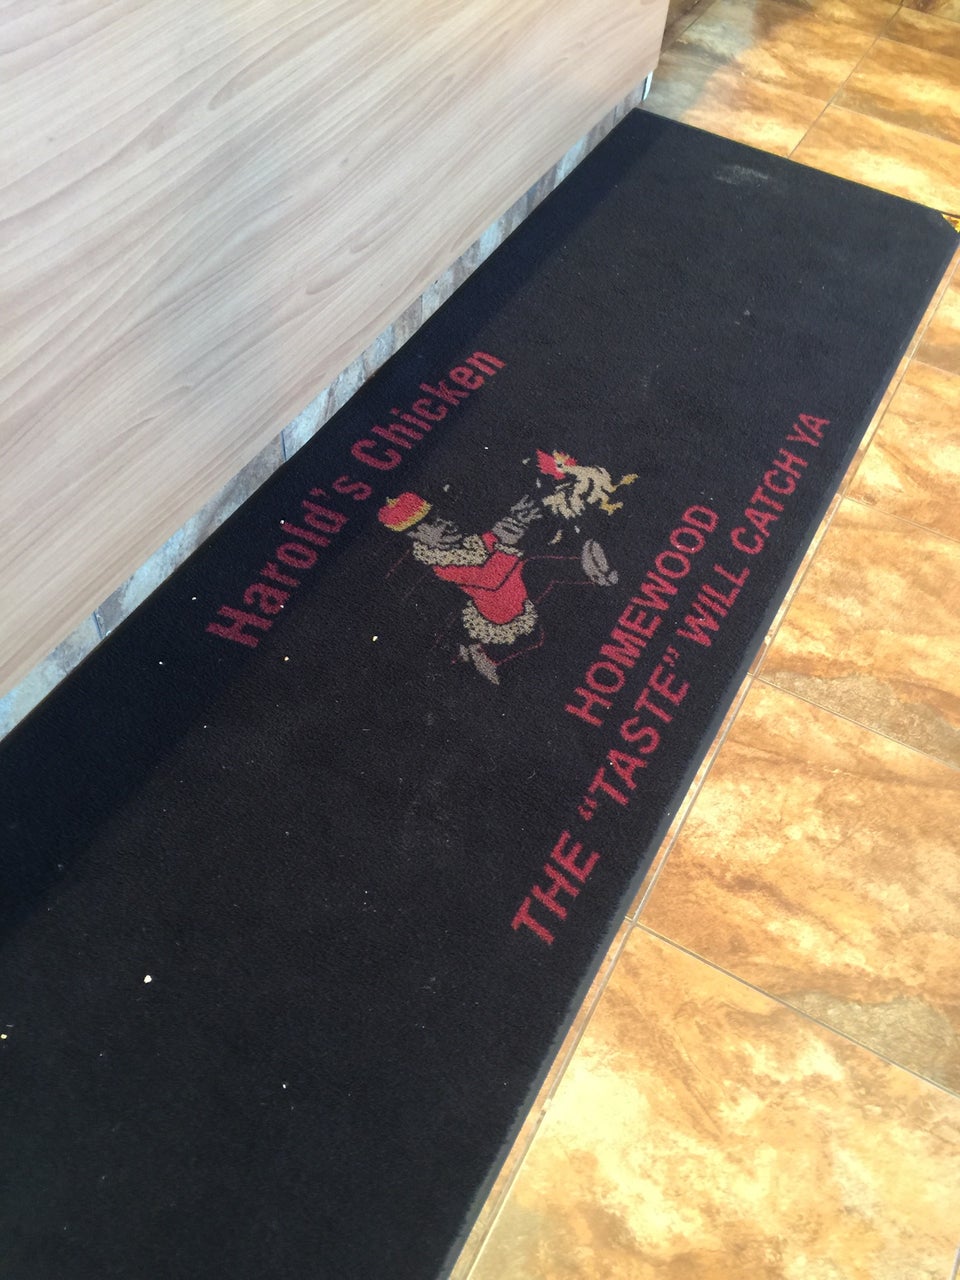 Harold's Chicken
HOMEWOOD
THE “TASTE” WILL CATCH YA